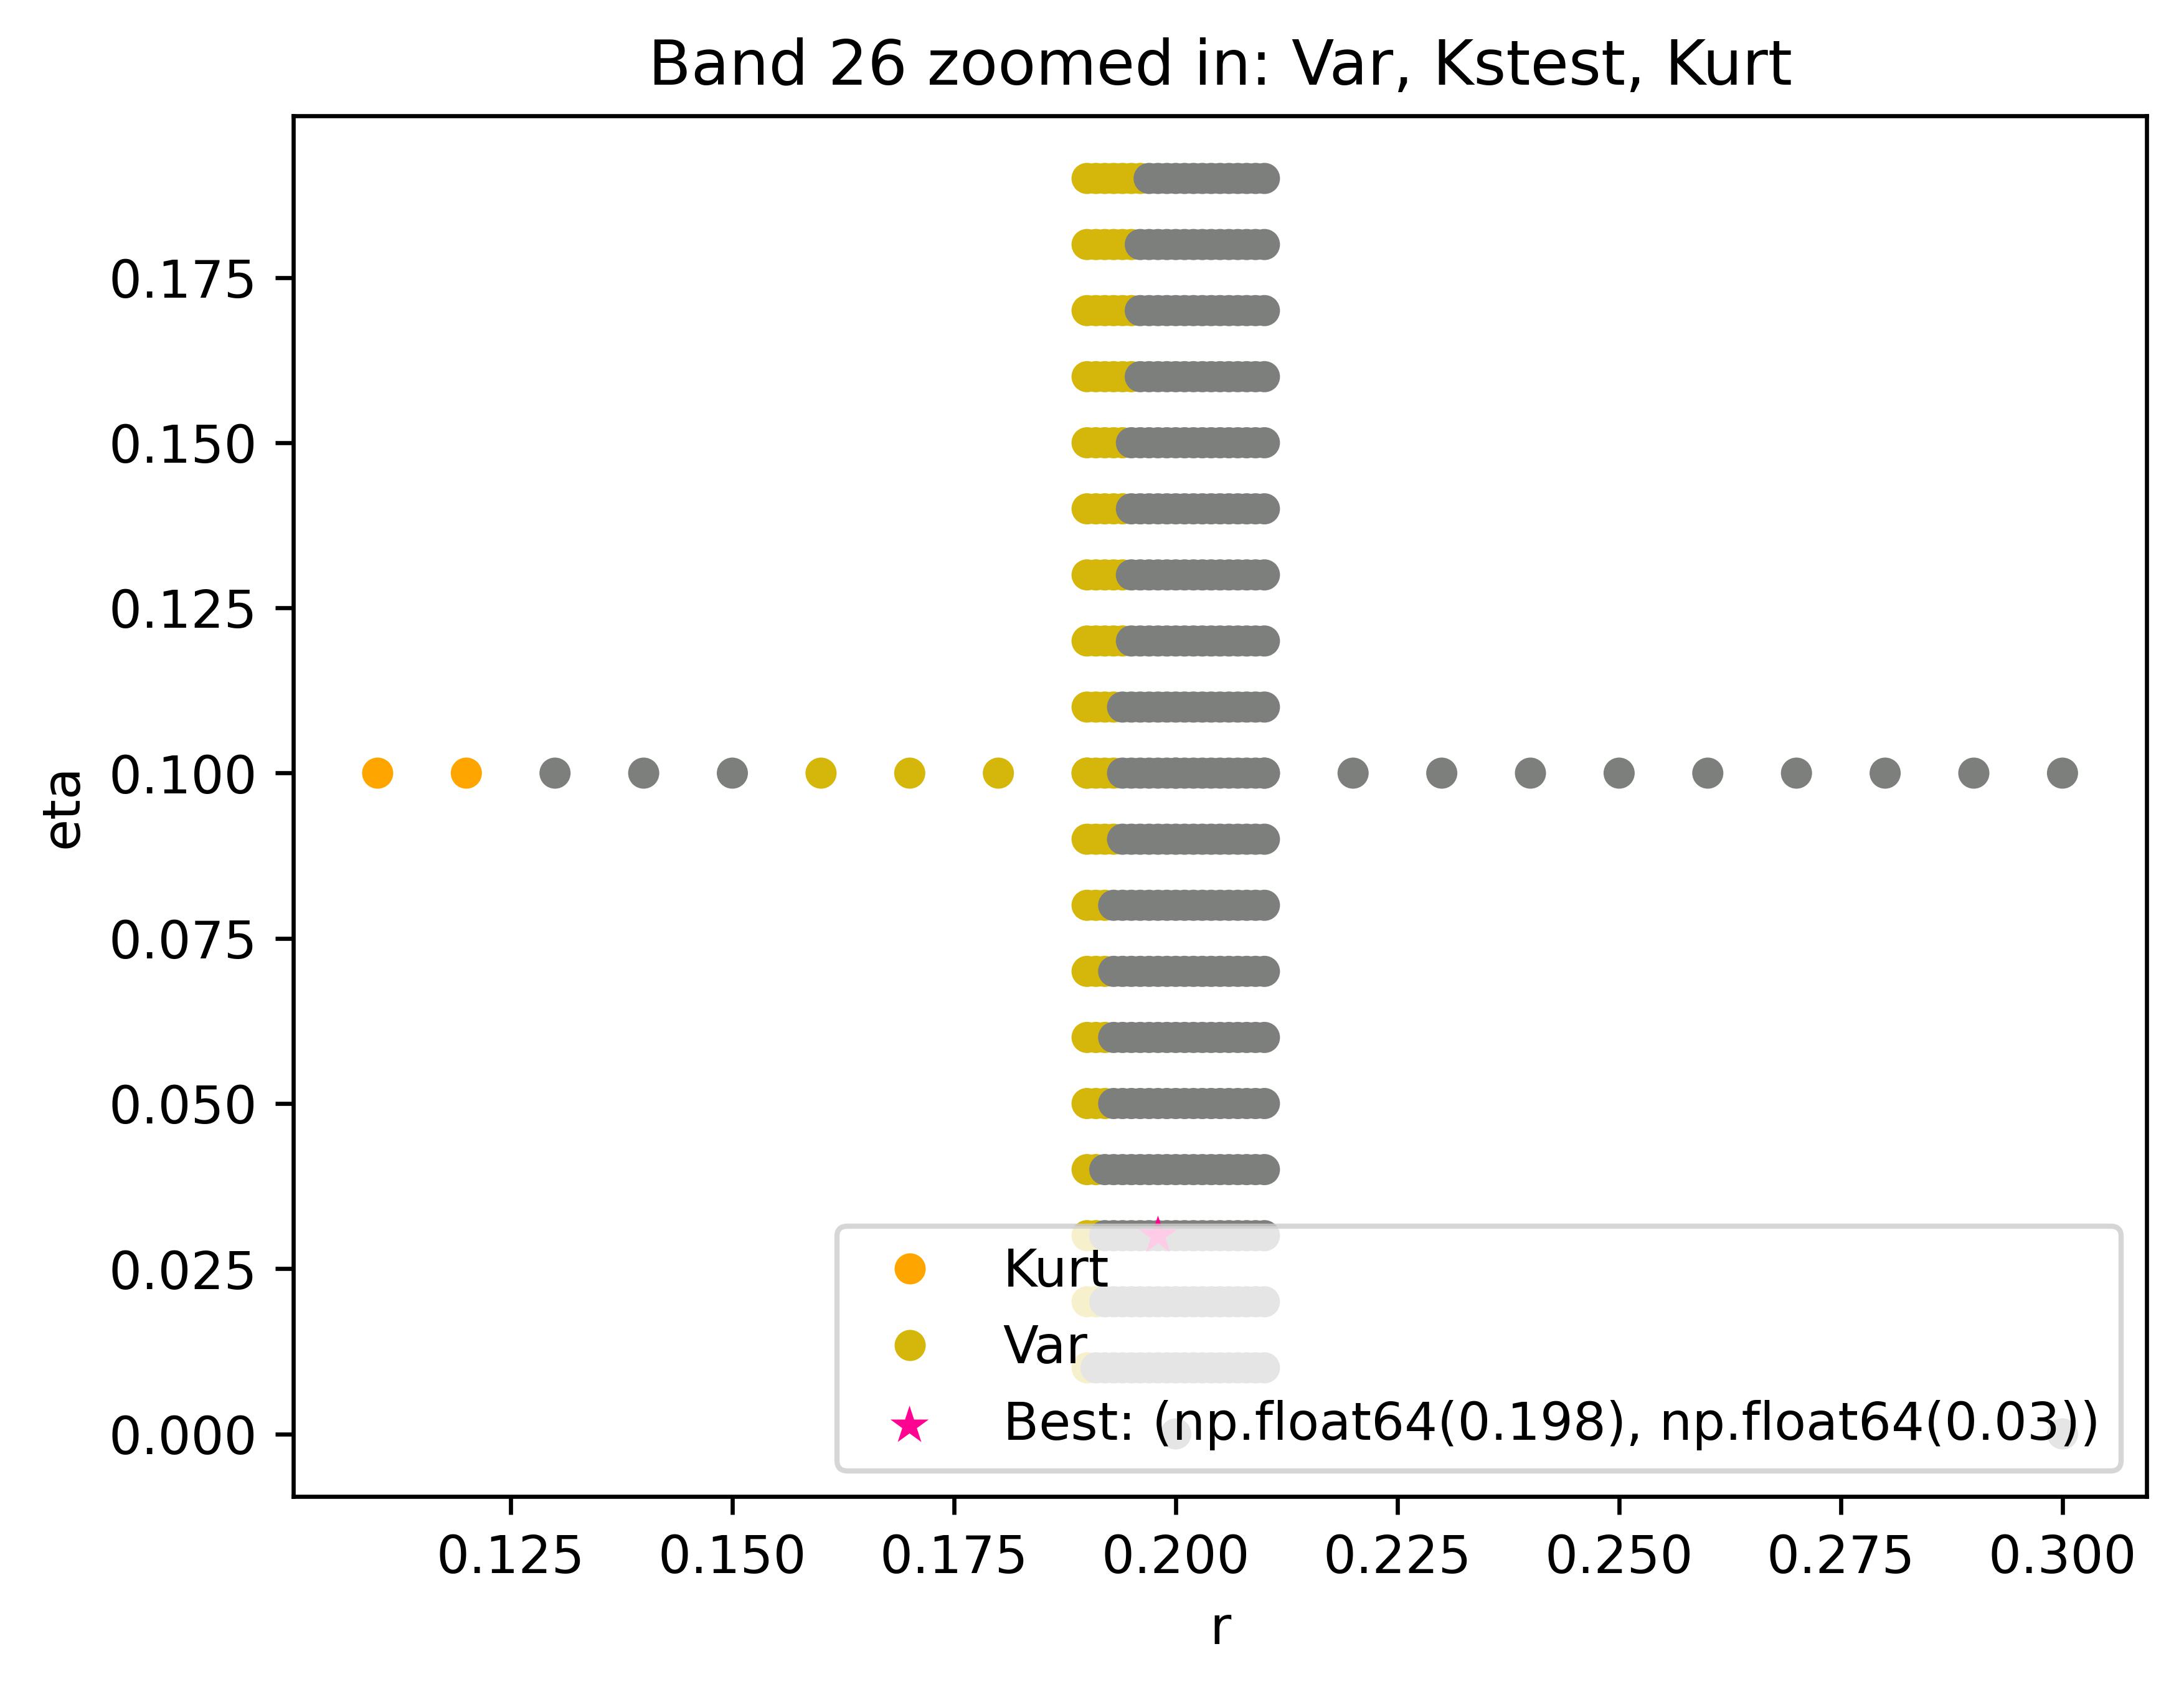 Band 26 zoomed in: Var, Kstest, Kurt
0.175
0.150
0.125
0.100
0.075
0.050
0.025
0.000
eta
Kurt
Var
Best: (np.float64(0.198), np.float64(0.03))
0.125 0.150 0.175 0.200 0.225 0.250 0.275 0.300
r